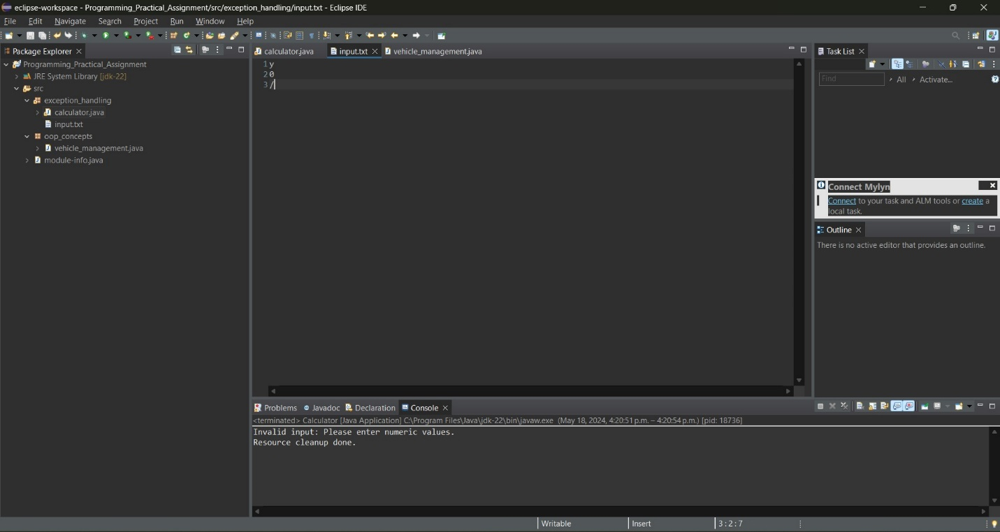 eclipse-workspace - Programming_Practical_Assignment/src/exception_handling/input.txt - Eclipse IDE
File Edit Navigate Search Project Run Window Help
Package Explorer
Programming_Practical_Assignment
JRE System Library [jdk-22]
src
exception_handling
calculator.java
input.txt
oop_concepts
vehicle_management.java
module-info.java
calculator.java input.txt vehicle_management.java
1 y
2 0
3 /
Task List
Find All Activate...
Connect Mylyn
Connect to your task and ALM tools or create a
local task.
Outline
There is no active editor that provides an outline.
Problems Javadoc Declaration Console
<terminated> Calculator [Java Application] C:\Program Files\Java\jdk-22\bin\javaw.exe (May 18, 2024, 4:20:51 p.m. – 4:20:54 p.m.) [pid: 18736]
Invalid input: Please enter numeric values.
Resource cleanup done.
Writable Insert 3 : 2 : 7